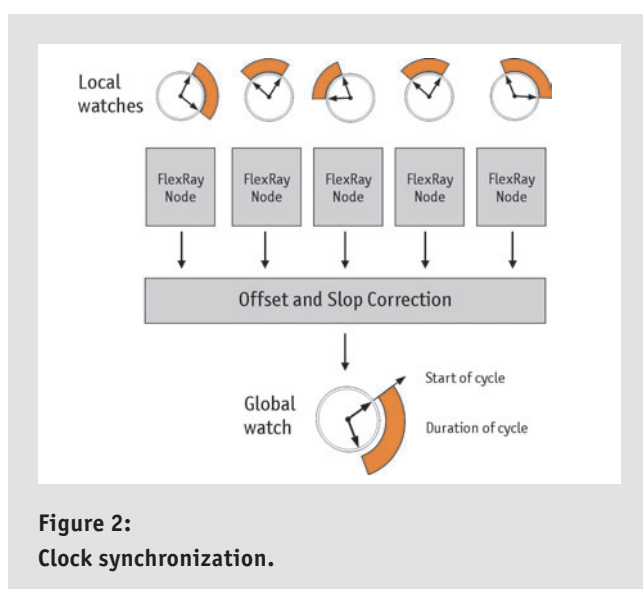 Local
watches
FlexRay
Node
FlexRay
Node
FlexRay
Node
FlexRay
Node
FlexRay
Node
Offset and Slop Correction
Global
watch
Start of cycle
Duration of cycle
Figure 2:
Clock synchronization.